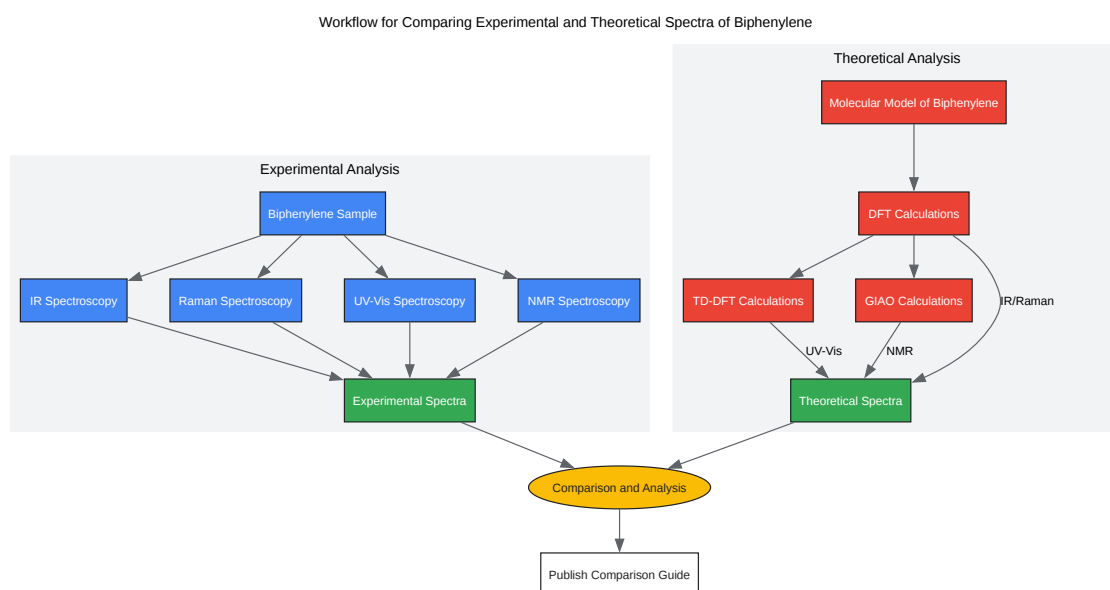 Workflow for Comparing Experimental and Theoretical Spectra of Biphenylene
Theoretical Analysis
Molecular Model of Biphenylene
Experimental Analysis
Biphenylene Sample
DFT Calculations
IR Spectroscopy
Raman Spectroscopy
UV-Vis Spectroscopy
NMR Spectroscopy
TD-DFT Calculations
GIAO Calculations
IR/Raman
UV-Vis
NMR
Experimental Spectra
Theoretical Spectra
Comparison and Analysis
Publish Comparison Guide